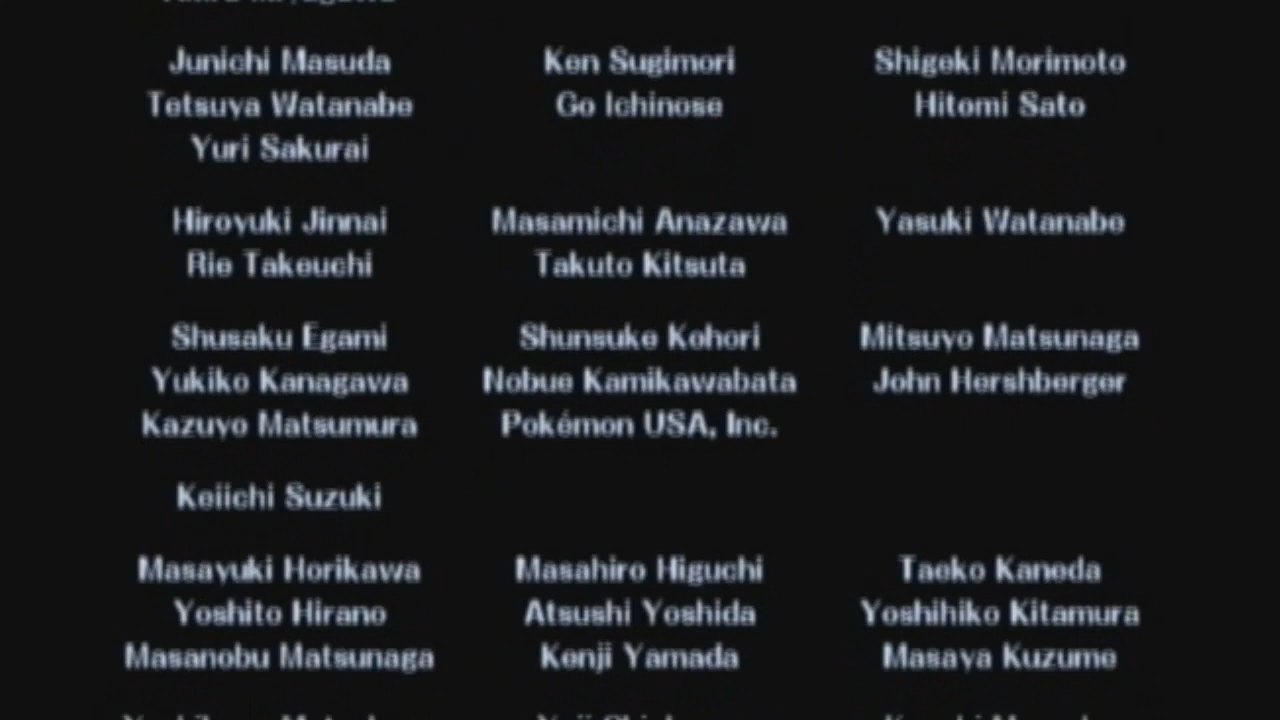 Junichi Masuda Ken Sugimori Shigeki Morimoto
Tetsuya Watanabe Go Ichinose Hitomi Sato
Yuri Sakurai
Hiroyuki Jinnai Masamichi Anazawa Yasuki Watanabe
Rie Takeuchi Takuto Kitsuta
Shusaku Egami Shunsuke Kohori Mitsuyo Matsunaga
Yukiko Kanagawa Nobue Kamikawabata John Hershberger
Kazuyo Matsumura Pokémon USA, Inc.
Keiichi Suzuki
Masayuki Horikawa Masahiro Higuchi Taeko Kaneda
Yoshito Hirano Atsushi Yoshida Yoshihiko Kitamura
Masanobu Matsunaga Kenji Yamada Masaya Kuzume